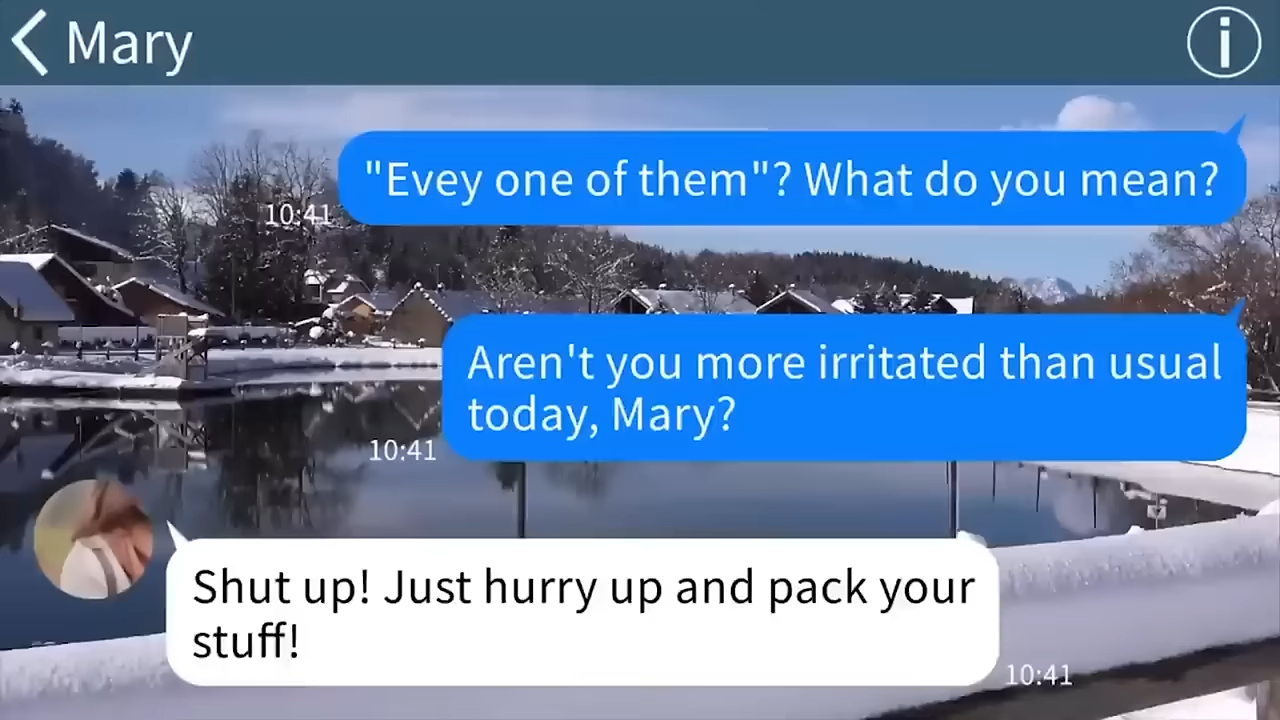 Mary
i
"Evey one of them"? What do you mean?
10:41
Aren't you more irritated than usual
today, Mary?
10:41
Shut up! Just hurry up and pack your
stuff!
10:41